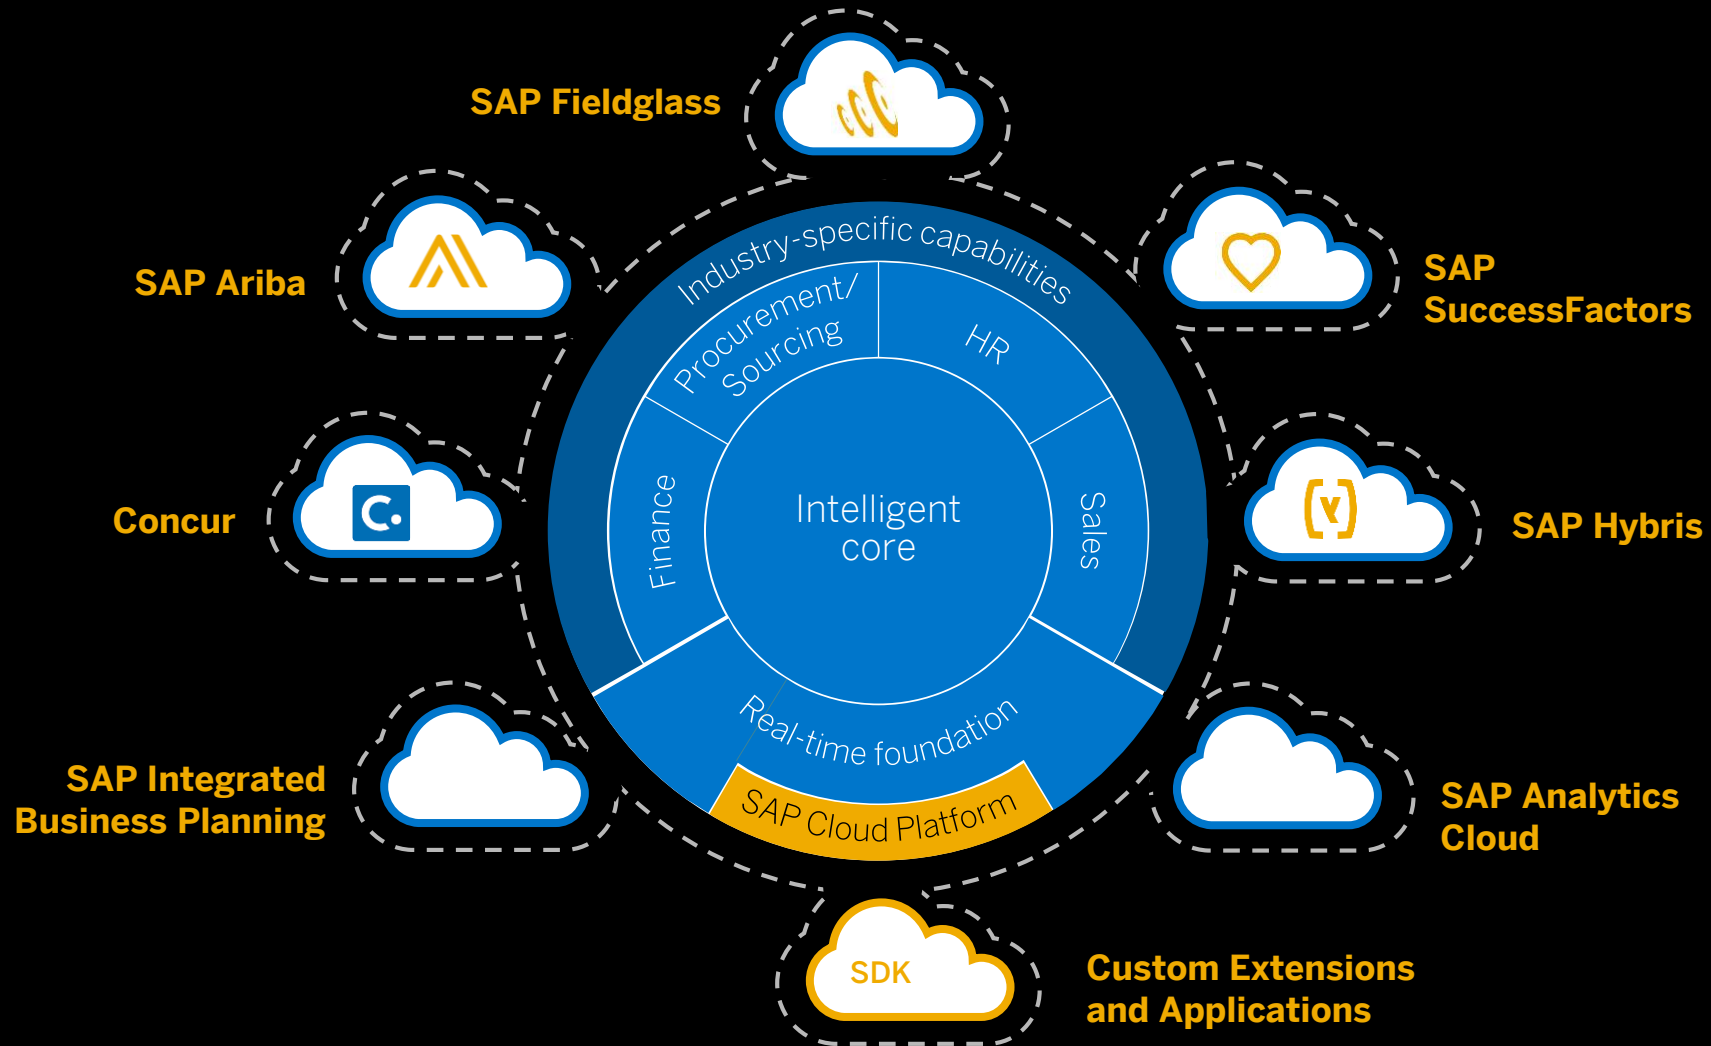 SAP Fieldglass
SAP Ariba
SAP
SuccessFactors
Industry-specific capabilities
Procurement/
Sourcing
HR
Concur
C.
Finance
Intelligent
core
Sales
[y]
SAP Hybris
SAP Integrated
Business Planning
Real-time foundation
SAP Cloud Platform
SAP Analytics
Cloud
SDK
Custom Extensions
and Applications